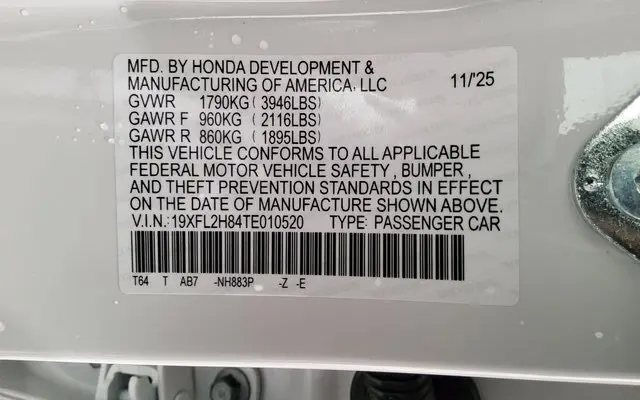 MFD. BY HONDA DEVELOPMENT &
MANUFACTURING OF AMERICA, LLC 11/'25
GVWR 1790KG (3946LBS)
GAWR F 960KG (2116LBS)
GAWR R 860KG (1895LBS)
THIS VEHICLE CONFORMS TO ALL APPLICABLE
FEDERAL MOTOR VEHICLE SAFETY , BUMPER ,
AND THEFT PREVENTION STANDARDS IN EFFECT
ON THE DATE OF MANUFACTURE SHOWN ABOVE.
V.I.N.:19XFL2H84TE010520 TYPE: PASSENGER CAR
T64 T AB7 -NH883P -Z -E